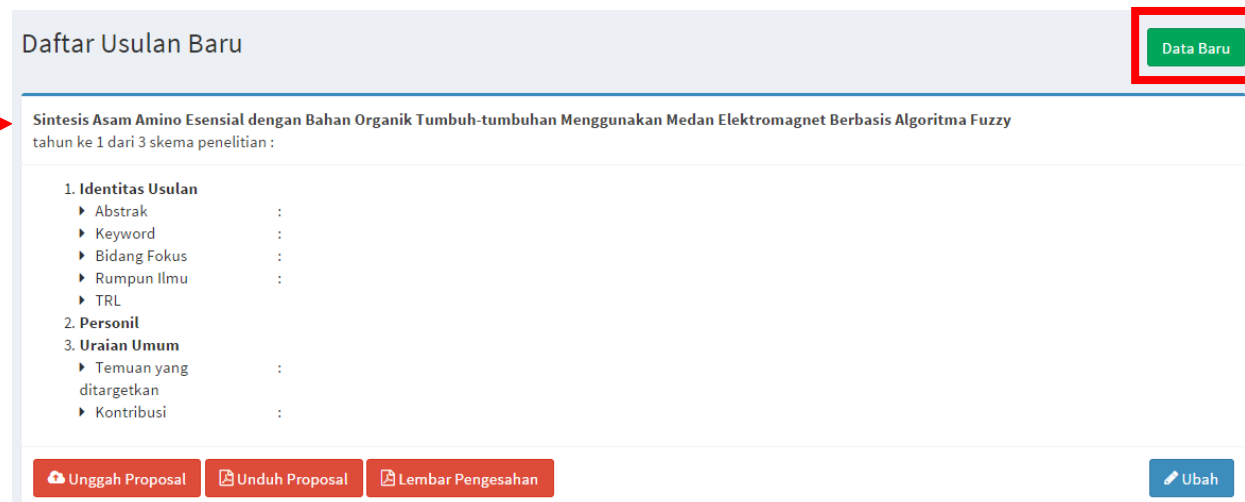 Daftar Usulan Baru
Data Baru
Sintesis Asam Amino Esensial dengan Bahan Organik Tumbuh-tumbuhan Menggunakan Medan Elektromagnet Berbasis Algoritma Fuzzy
tahun ke 1 dari 3 skema penelitian :
1. Identitas Usulan
Abstrak :
Keyword :
Bidang Fokus :
Rumpun Ilmu :
TRL
2. Personil
3. Uraian Umum
Temuan yang :
ditargetkan
Kontribusi :
Unggah Proposal Unduh Proposal Lembar Pengesahan Ubah